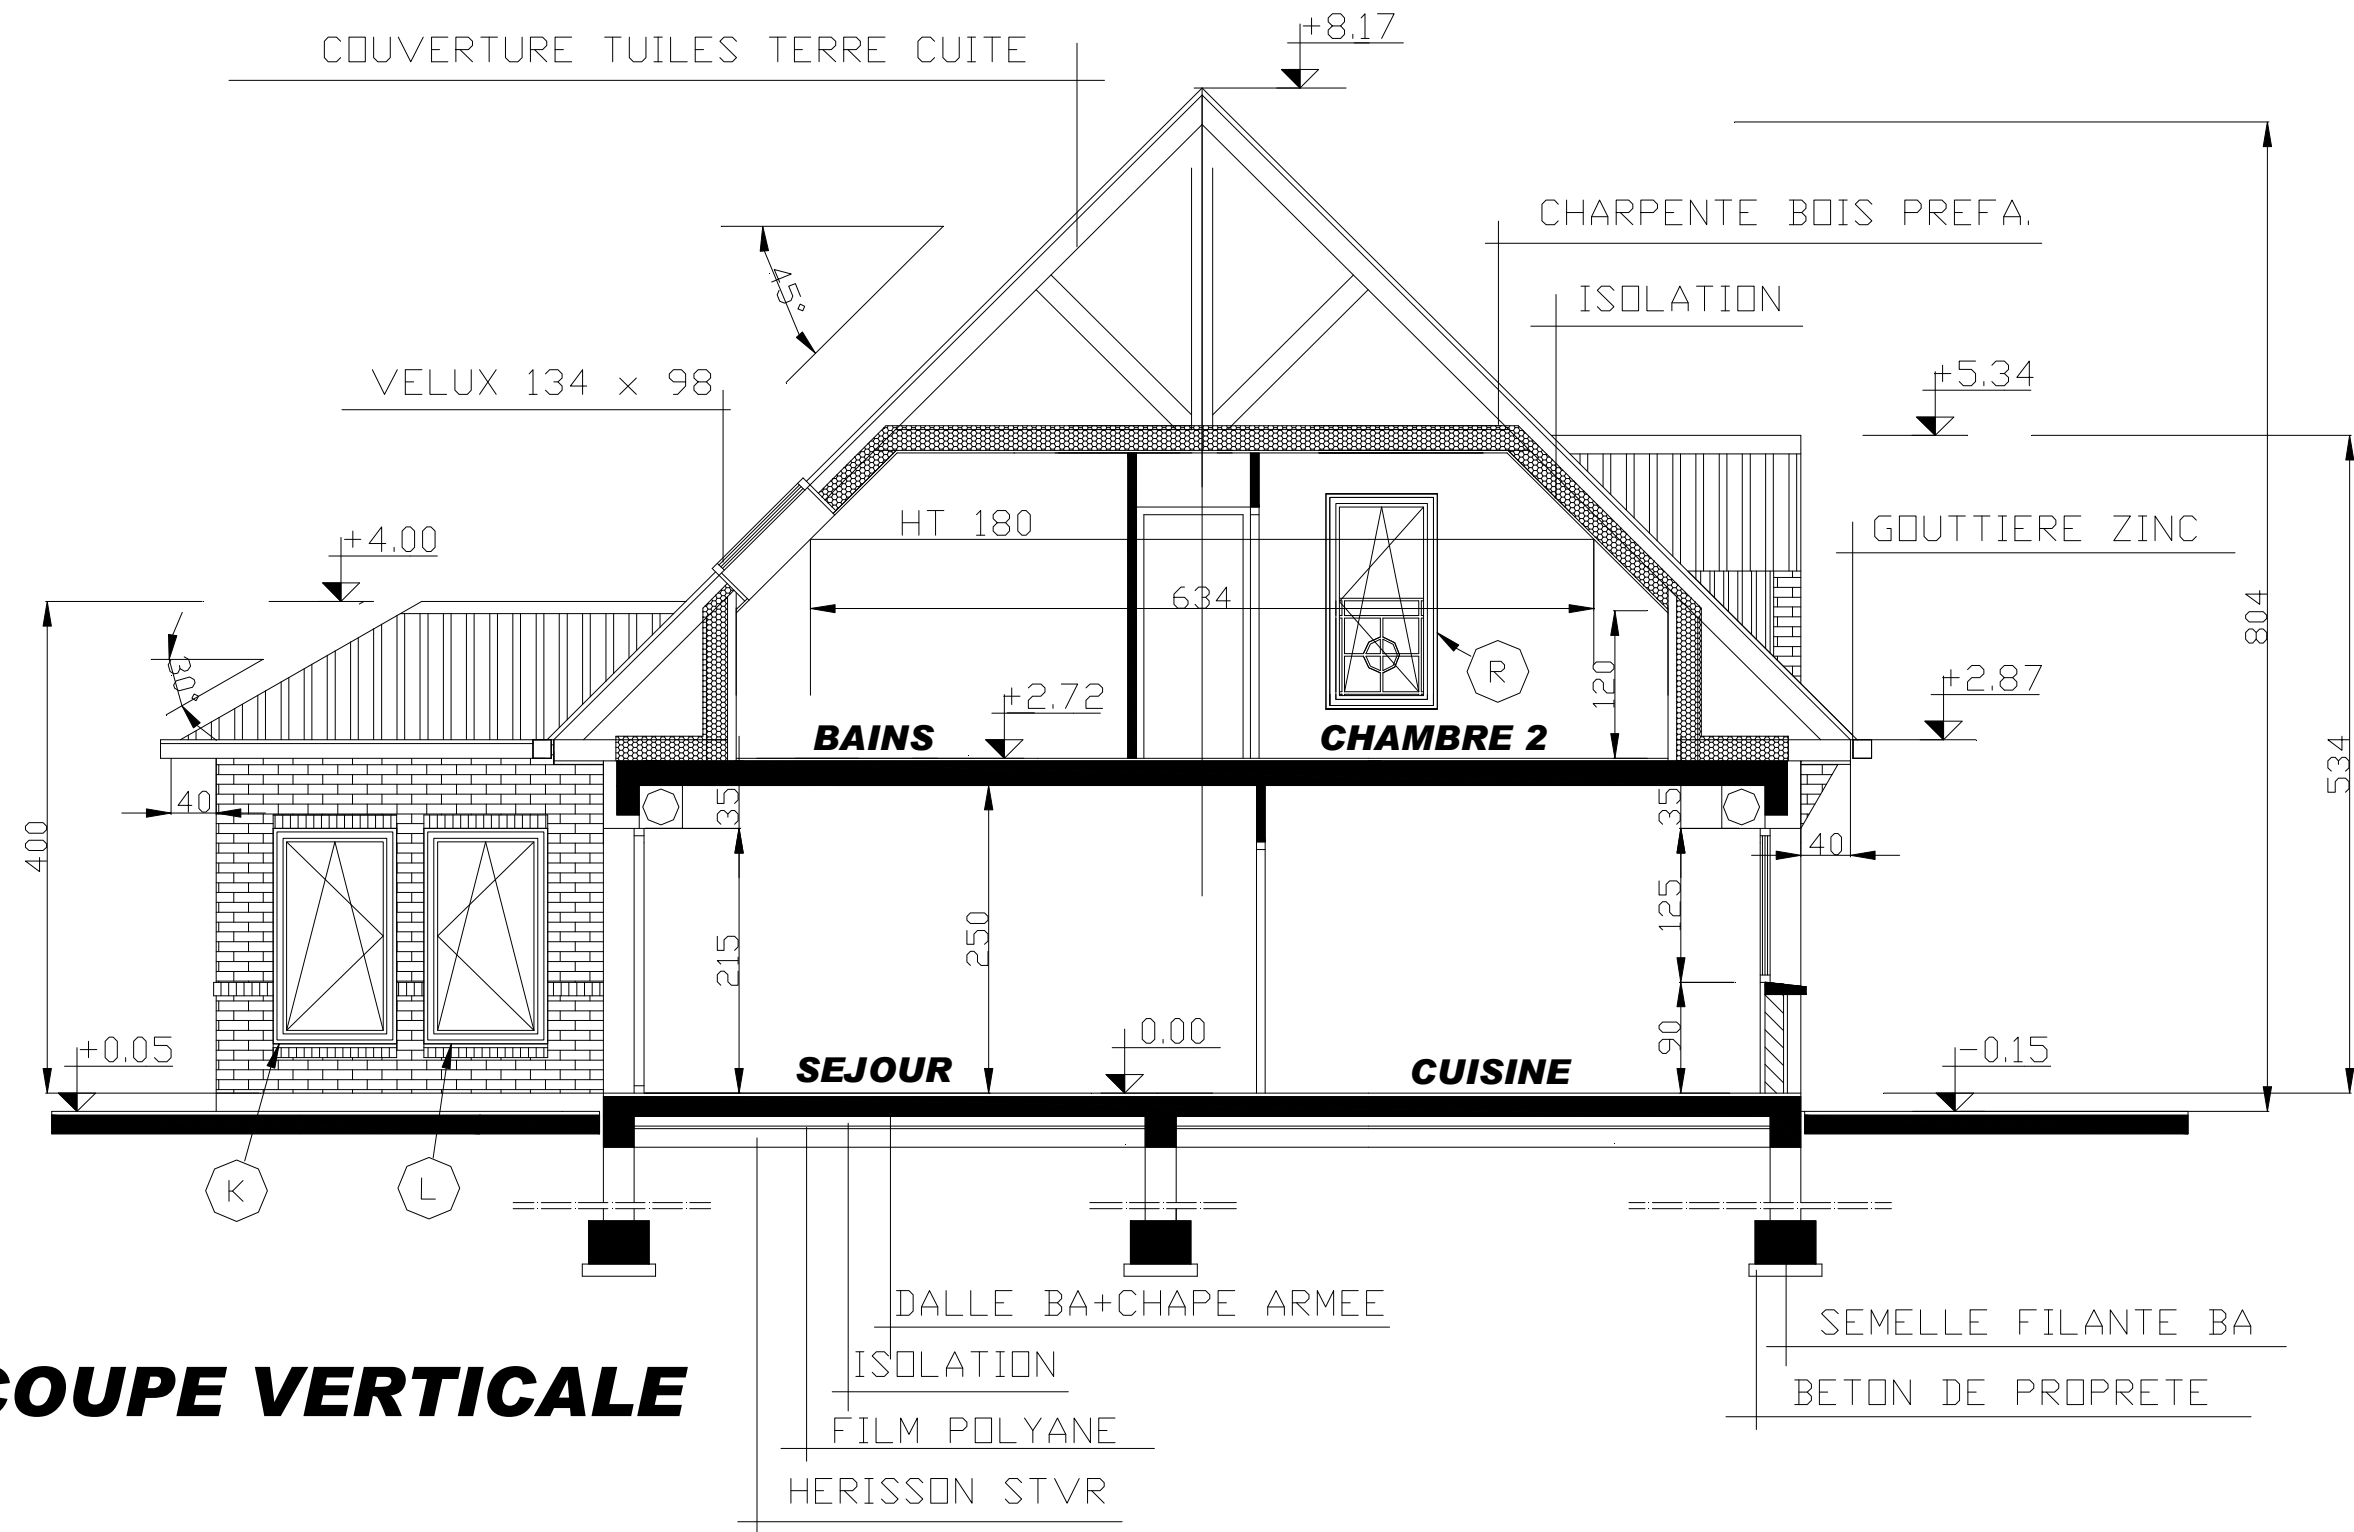 +8.17
COUVERTURE TUILES TERRE CUITE
CHARPENTE BOIS PREFA.
45°
ISOLATION
VELUX 134 x 98
+5.34
+4.00
HT 180
GOUTTIERE ZINC
634
804
30°
R
120
+2.72
+2.87
BAINS
CHAMBRE 2
534
40
35
35
400
40
125
215
250
90
+0.05
0.00
-0.15
SEJOUR
CUISINE
K
L
DALLE BA+CHAPE ARMEE
SEMELLE FILANTE BA
ISOLATION
BETON DE PROPRETE
COUPE VERTICALE
FILM POLYANE
HERISSON STVR